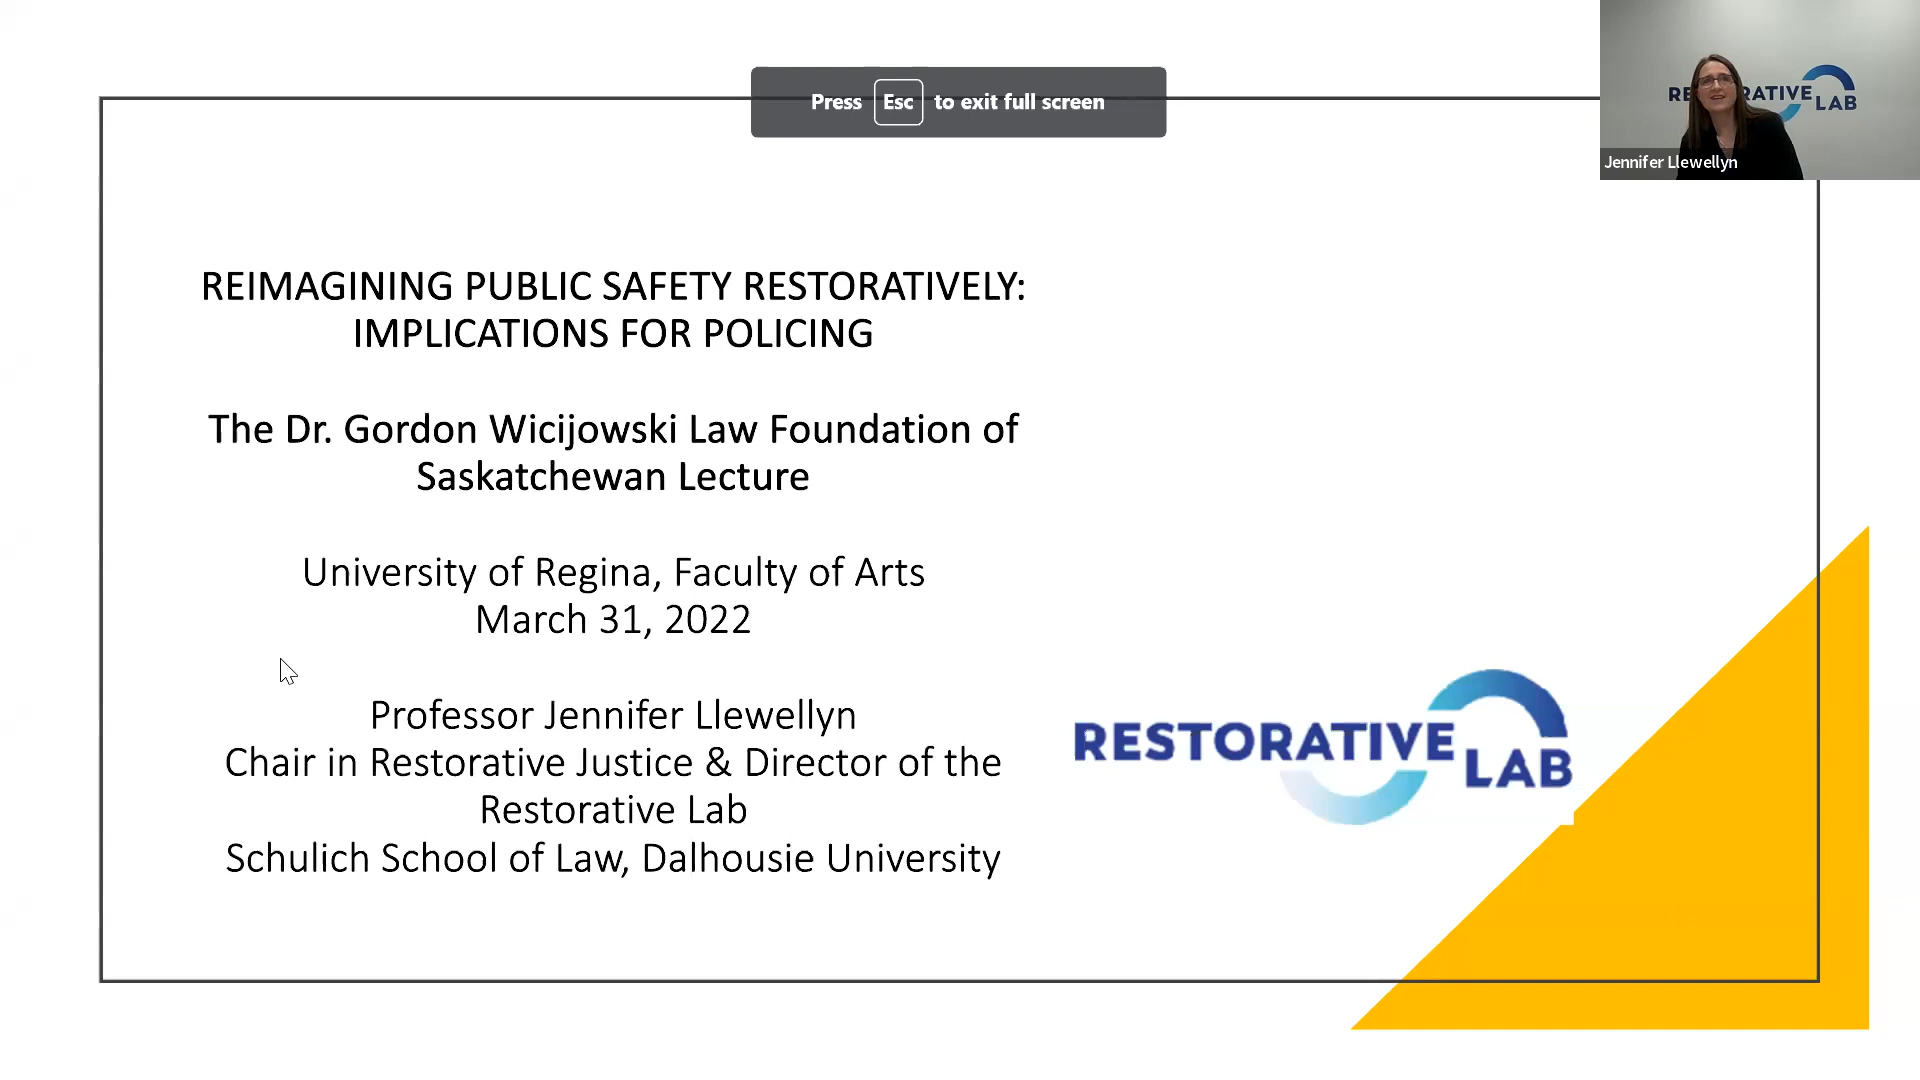 Press Esc to exit full screen
RESTORATIVE
LAB
Jennifer Llewellyn
REIMAGINING PUBLIC SAFETY RESTORATIVELY:
IMPLICATIONS FOR POLICING
The Dr. Gordon Wicijowski Law Foundation of
Saskatchewan Lecture
University of Regina, Faculty of Arts
March 31, 2022
Professor Jennifer Llewellyn
Chair in Restorative Justice & Director of the
Restorative Lab
Schulich School of Law, Dalhousie University
RESTORATIVE
LAB